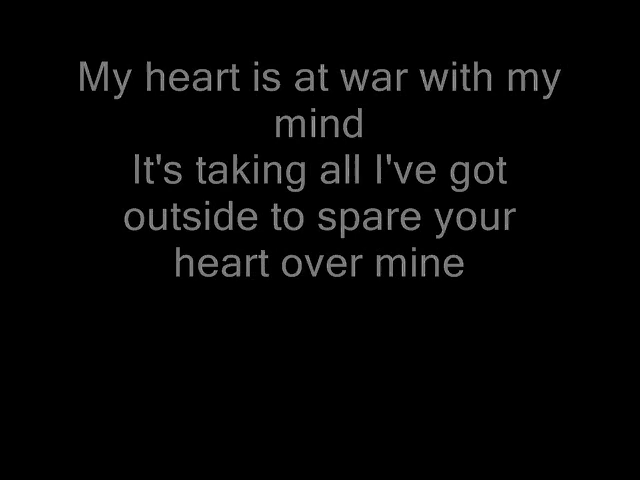 My heart is at war with my
mind
It's taking all I've got
outside to spare your
heart over mine